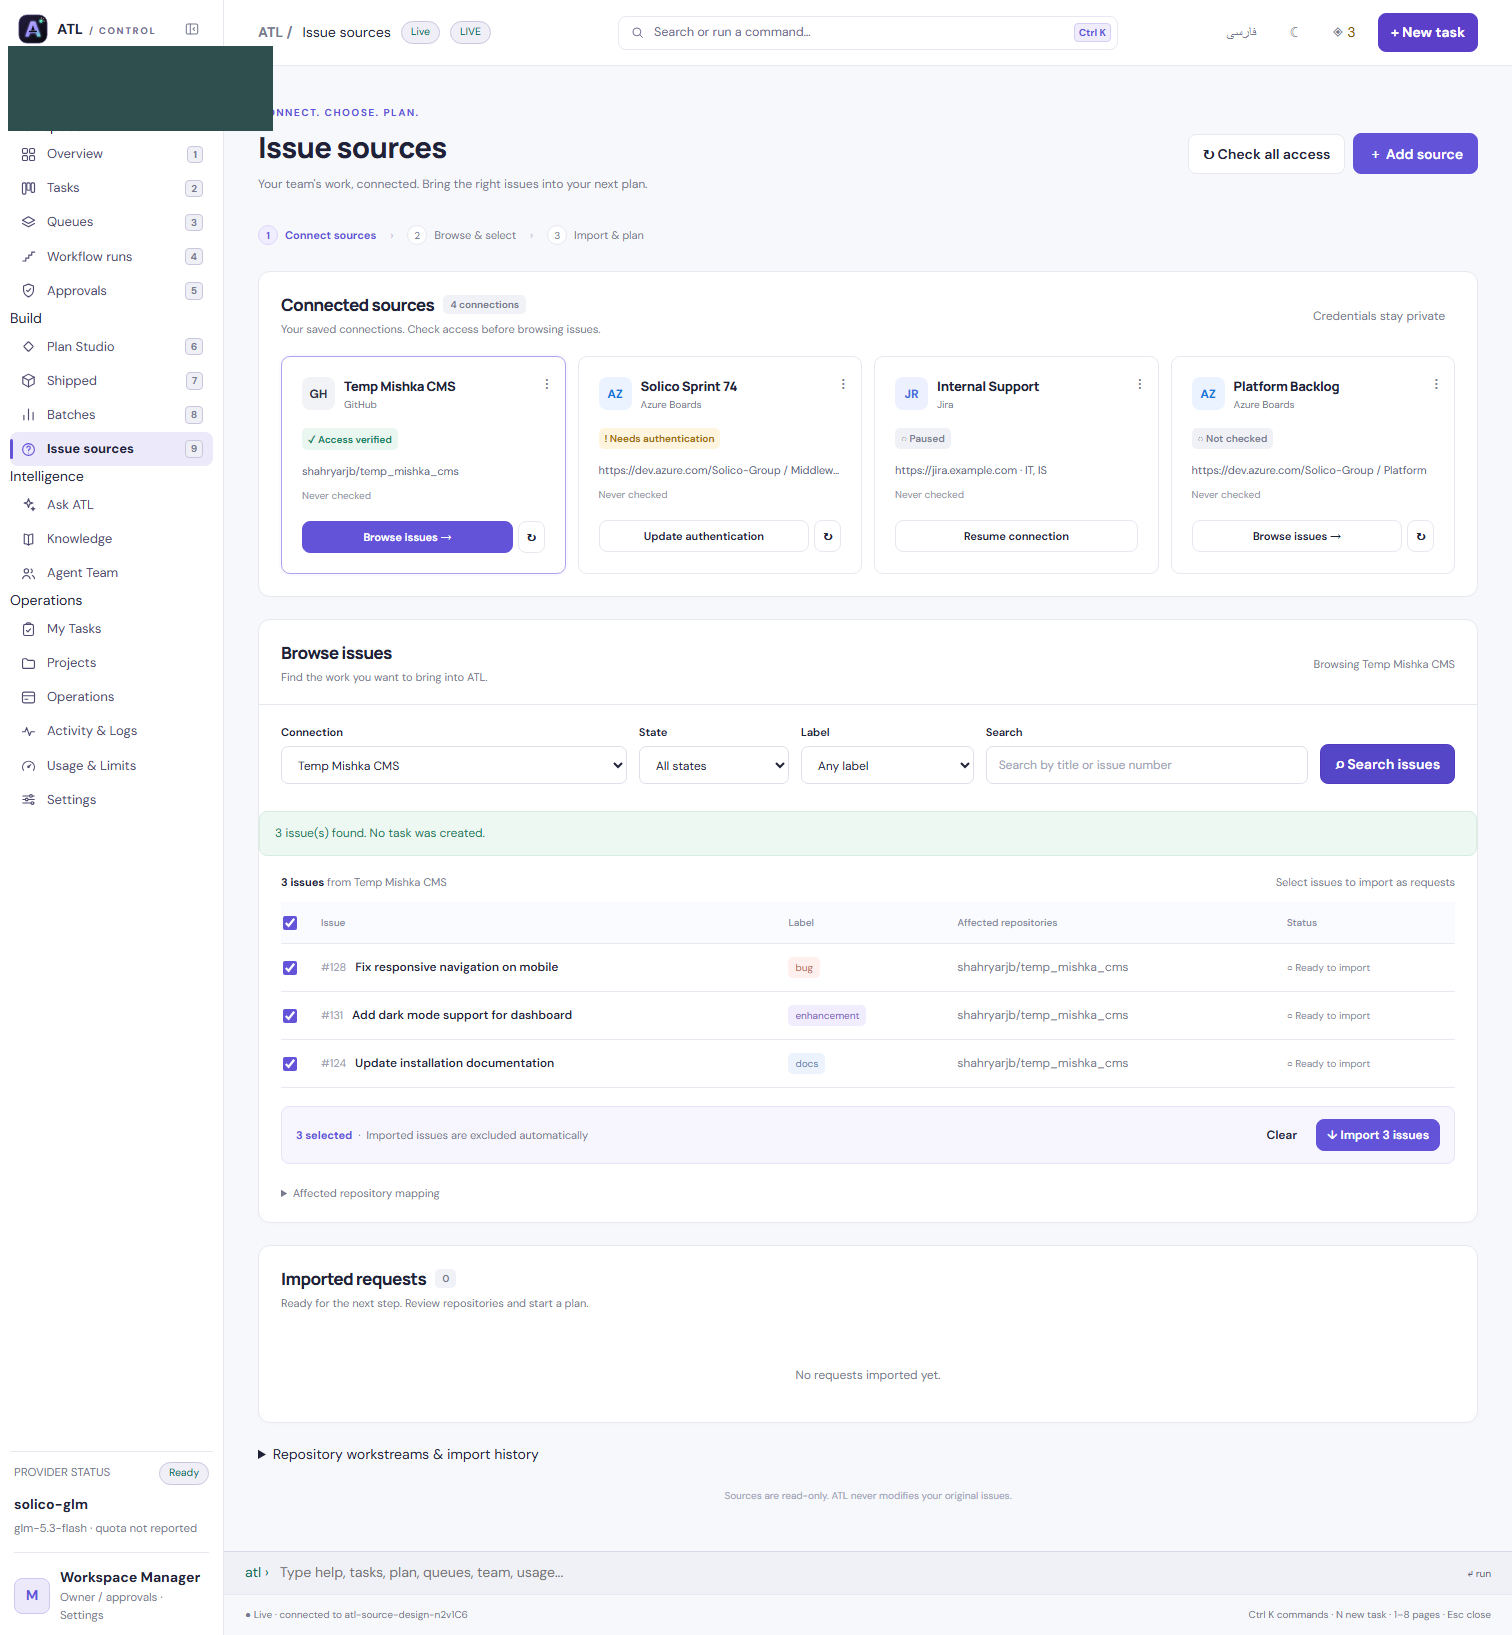 ATL / CONTROL
Overview 1
Tasks 2
Queues 3
Workflow runs 4
Approvals 5
Build
Plan Studio 6
Shipped 7
Batches 8
Issue sources 9
Intelligence
Ask ATL
Knowledge
Agent Team
Operations
My Tasks
Projects
Operations
Activity & Logs
Usage & Limits
Settings
PROVIDER STATUS Ready
solico-glm
glm-5.3-flash · quota not reported
M
Workspace Manager
Owner / approvals ·
Settings
ATL / Issue sources Live LIVE
Search or run a command... Ctrl K
فارسی
3
+ New task
NNECT. CHOOSE. PLAN.
Issue sources
Your team's work, connected. Bring the right issues into your next plan.
↻ Check all access
+ Add source
1 Connect sources › 2 Browse & select › 3 Import & plan
Connected sources 4 connections
Your saved connections. Check access before browsing issues.
Credentials stay private
GH Temp Mishka CMS
GitHub
✓ Access verified
shahryarjb/temp_mishka_cms
Never checked
Browse issues → ↻
AZ Solico Sprint 74
Azure Boards
! Needs authentication
https://dev.azure.com/Solico-Group / Middlew...
Never checked
Update authentication ↻
JR Internal Support
Jira
○ Paused
https://jira.example.com · IT, IS
Never checked
Resume connection
AZ Platform Backlog
Azure Boards
○ Not checked
https://dev.azure.com/Solico-Group / Platform
Never checked
Browse issues → ↻
Browse issues
Find the work you want to bring into ATL.
Browsing Temp Mishka CMS
Connection State Label Search
Temp Mishka CMS All states Any label Search by title or issue number ⌕ Search issues
3 issue(s) found. No task was created.
3 issues from Temp Mishka CMS Select issues to import as requests
Issue Label Affected repositories Status
#128 Fix responsive navigation on mobile bug shahryarjb/temp_mishka_cms ○ Ready to import
#131 Add dark mode support for dashboard enhancement shahryarjb/temp_mishka_cms ○ Ready to import
#124 Update installation documentation docs shahryarjb/temp_mishka_cms ○ Ready to import
3 selected · Imported issues are excluded automatically Clear ↓ Import 3 issues
▶ Affected repository mapping
Imported requests 0
Ready for the next step. Review repositories and start a plan.
No requests imported yet.
▶ Repository workstreams & import history
Sources are read-only. ATL never modifies your original issues.
atl › Type help, tasks, plan, queues, team, usage... ↵ run
● Live · connected to atl-source-design-n2v1C6 Ctrl K commands · N new task · 1–8 pages · Esc close